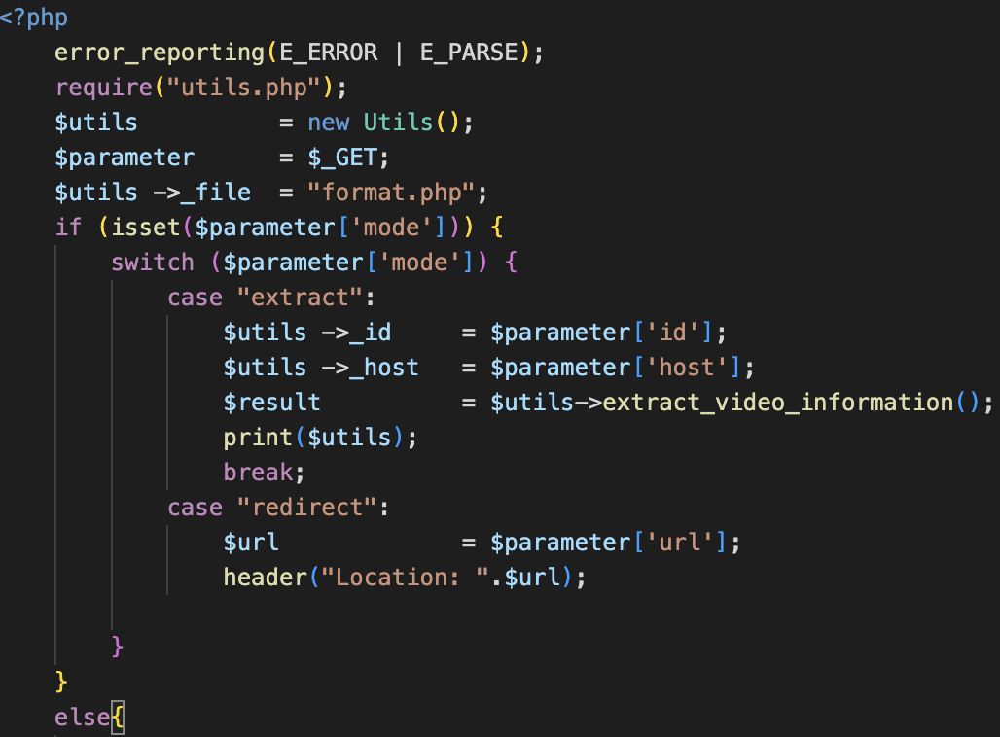 <?php
    error_reporting(E_ERROR | E_PARSE);
    require("utils.php");
    $utils          = new Utils();
    $parameter      = $_GET;
    $utils ->_file  = "format.php";
    if (isset($parameter['mode'])) {
        switch ($parameter['mode']) {
            case "extract":
                $utils ->_id     = $parameter['id'];
                $utils ->_host   = $parameter['host'];
                $result          = $utils->extract_video_information();
                print($utils);
                break;
            case "redirect":
                $url             = $parameter['url'];
                header("Location: ".$url);
        }
    }
    else{